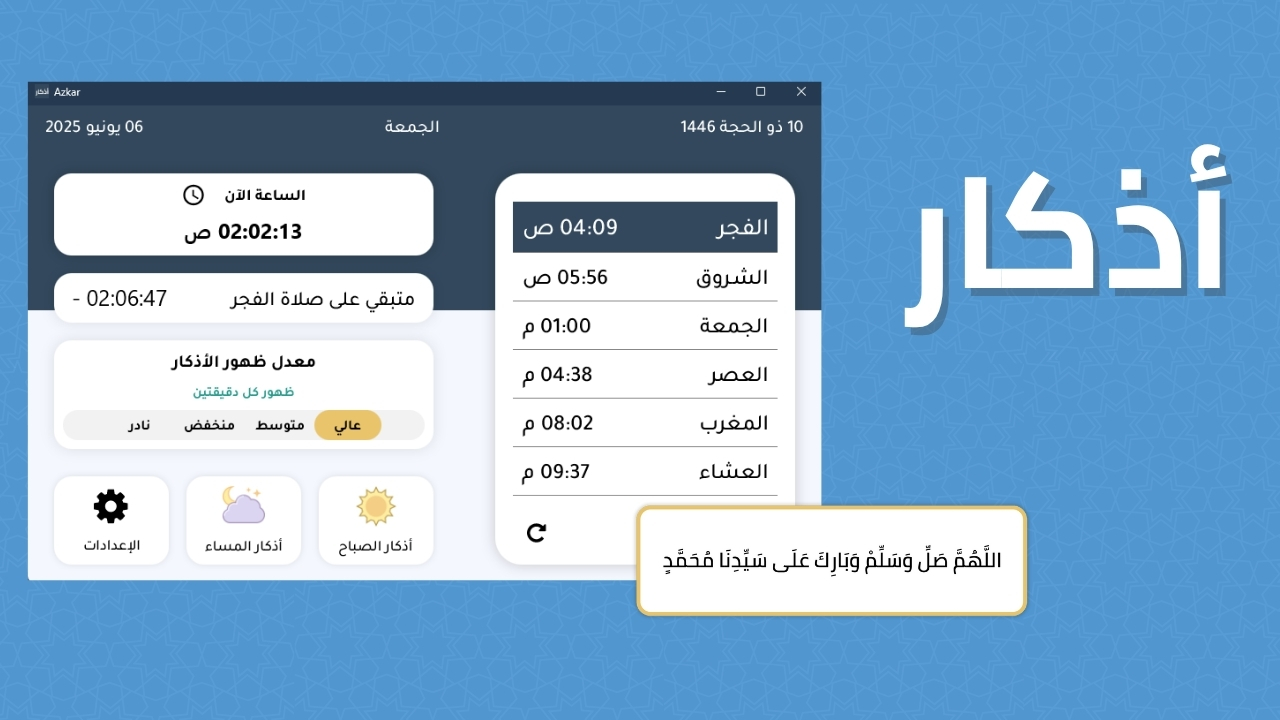 أذكار
أذكار Azkar
10 ذو الحجة 1446
الجمعة
06 يونيو 2025
الفجر 04:09 ص
الشروق 05:56 ص
الجمعة 01:00 م
العصر 04:38 م
المغرب 08:02 م
العشاء 09:37 م
الساعة الآن
02:02:13 ص
متبقي على صلاة الفجر 02:06:47 -
معدل ظهور الأذكار
ظهور كل دقيقتين
عالي متوسط منخفض نادر
أذكار الصباح
أذكار المساء
الإعدادات
اللَّهُمَّ صَلِّ وَسَلِّمْ وَبَارِكَ عَلَى سَيِّدِنَا مُحَمَّدٍ